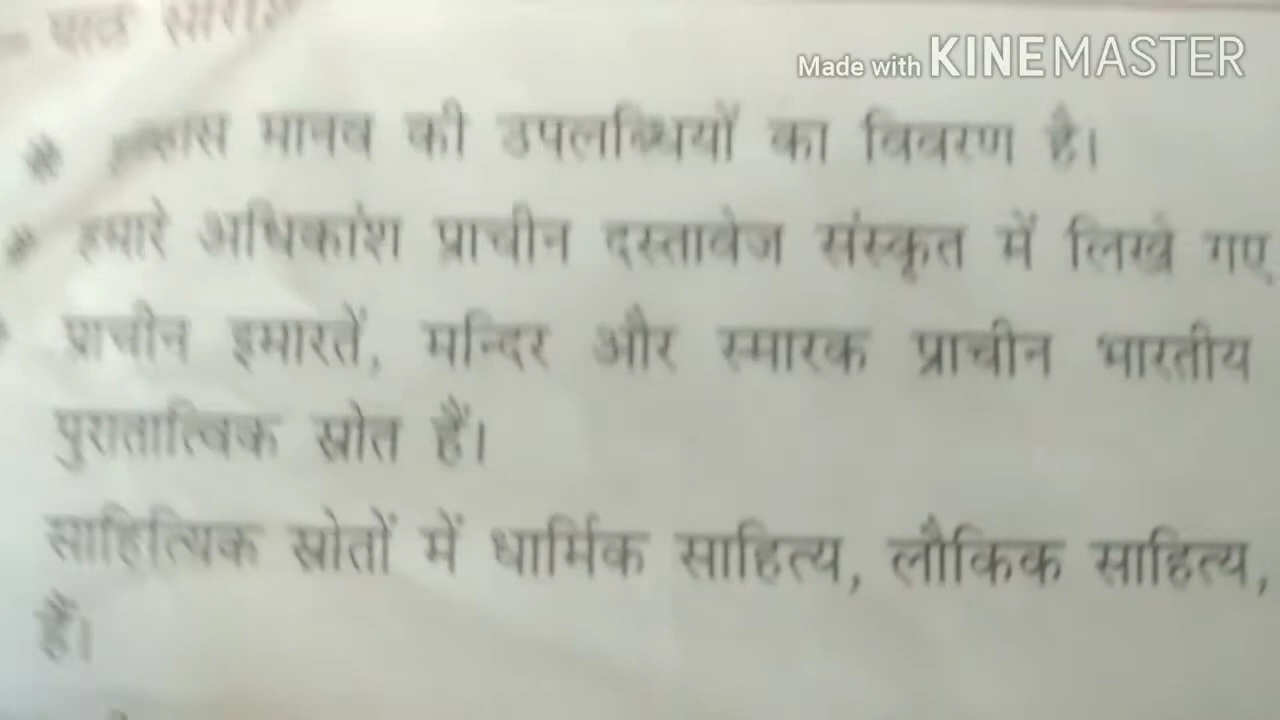 पाठ
Made with KINEMASTER
मानव की उपलब्धियों का विवरण है।
हमारे अधिकांश प्राचीन दस्तावेज संस्कृत में लिखे गए
प्राचीन इमारतें, मन्दिर और स्मारक प्राचीन भारतीय
पुरातात्विक स्रोत हैं।
साहित्यिक स्रोतों में धार्मिक साहित्य, लौकिक साहित्य,
हैं।